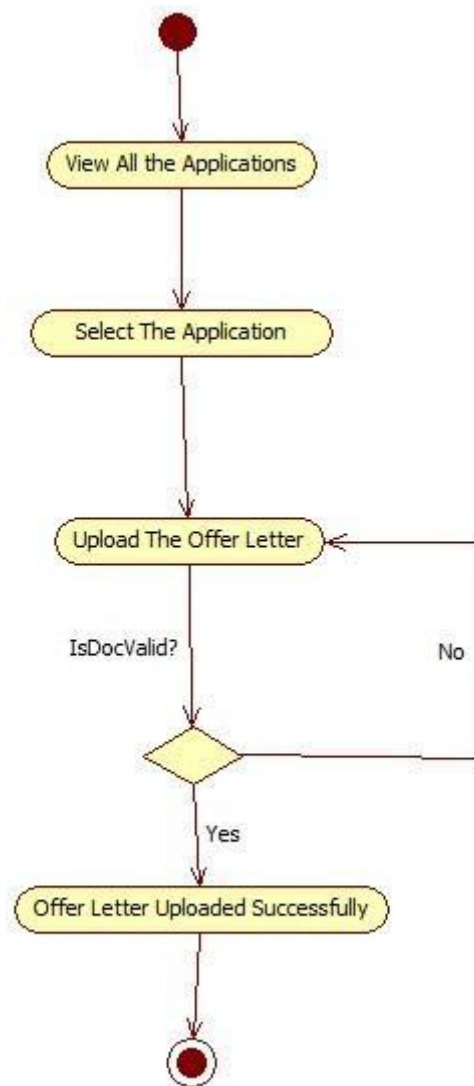 View All the Applications
Select The Application
Upload The Offer Letter
IsDocValid?
No
Yes
Offer Letter Uploaded Successfully